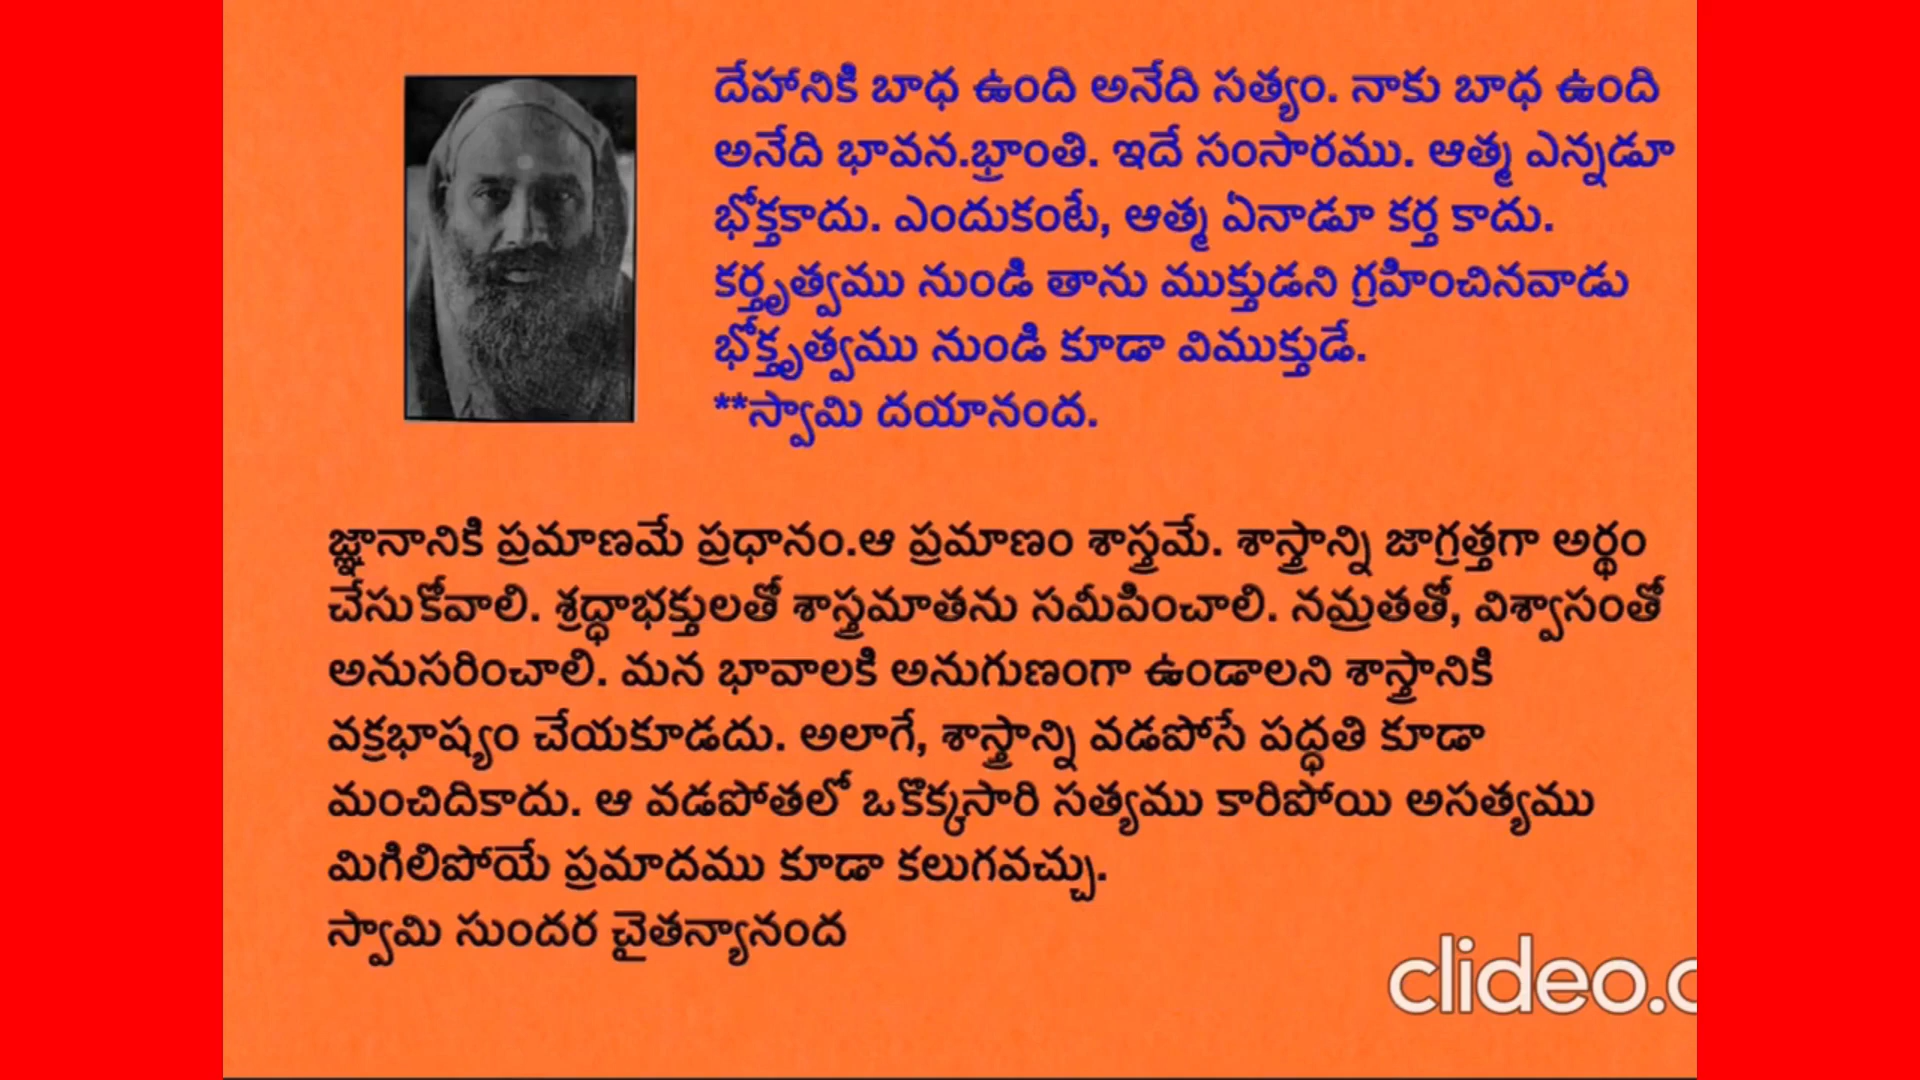 దేహానికి బాధ ఉంది అనేది సత్యం. నాకు బాధ ఉంది
అనేది భావన.భ్రాంతి. ఇదే సంసారము. ఆత్మ ఎన్నడూ
భోక్తకాదు. ఎందుకంటే, ఆత్మ ఏనాడూ కర్త కాదు.
కర్తృత్వము నుండి తాను ముక్తుడని గ్రహించినవాడు
భోక్తృత్వము నుండి కూడా విముక్తుడే.
**స్వామి దయానంద.
జ్ఞానానికి ప్రమాణమే ప్రధానం.ఆ ప్రమాణం శాస్త్రమే. శాస్త్రాన్ని జాగ్రత్తగా అర్థం
చేసుకోవాలి. శ్రద్ధాభక్తులతో శాస్త్రమాతను సమీపించాలి. నమ్రతతో, విశ్వాసంతో
అనుసరించాలి. మన భావాలకి అనుగుణంగా ఉండాలని శాస్త్రానికి
వక్రభాష్యం చేయకూడదు. అలాగే, శాస్త్రాన్ని వడపోసే పద్ధతి కూడా
మంచిదికాదు. ఆ వడపోతలో ఒకొక్కసారి సత్యము కారిపోయి అసత్యము
మిగిలిపోయే ప్రమాదము కూడా కలుగవచ్చు.
స్వామి సుందర చైతన్యానంద
clideo.c